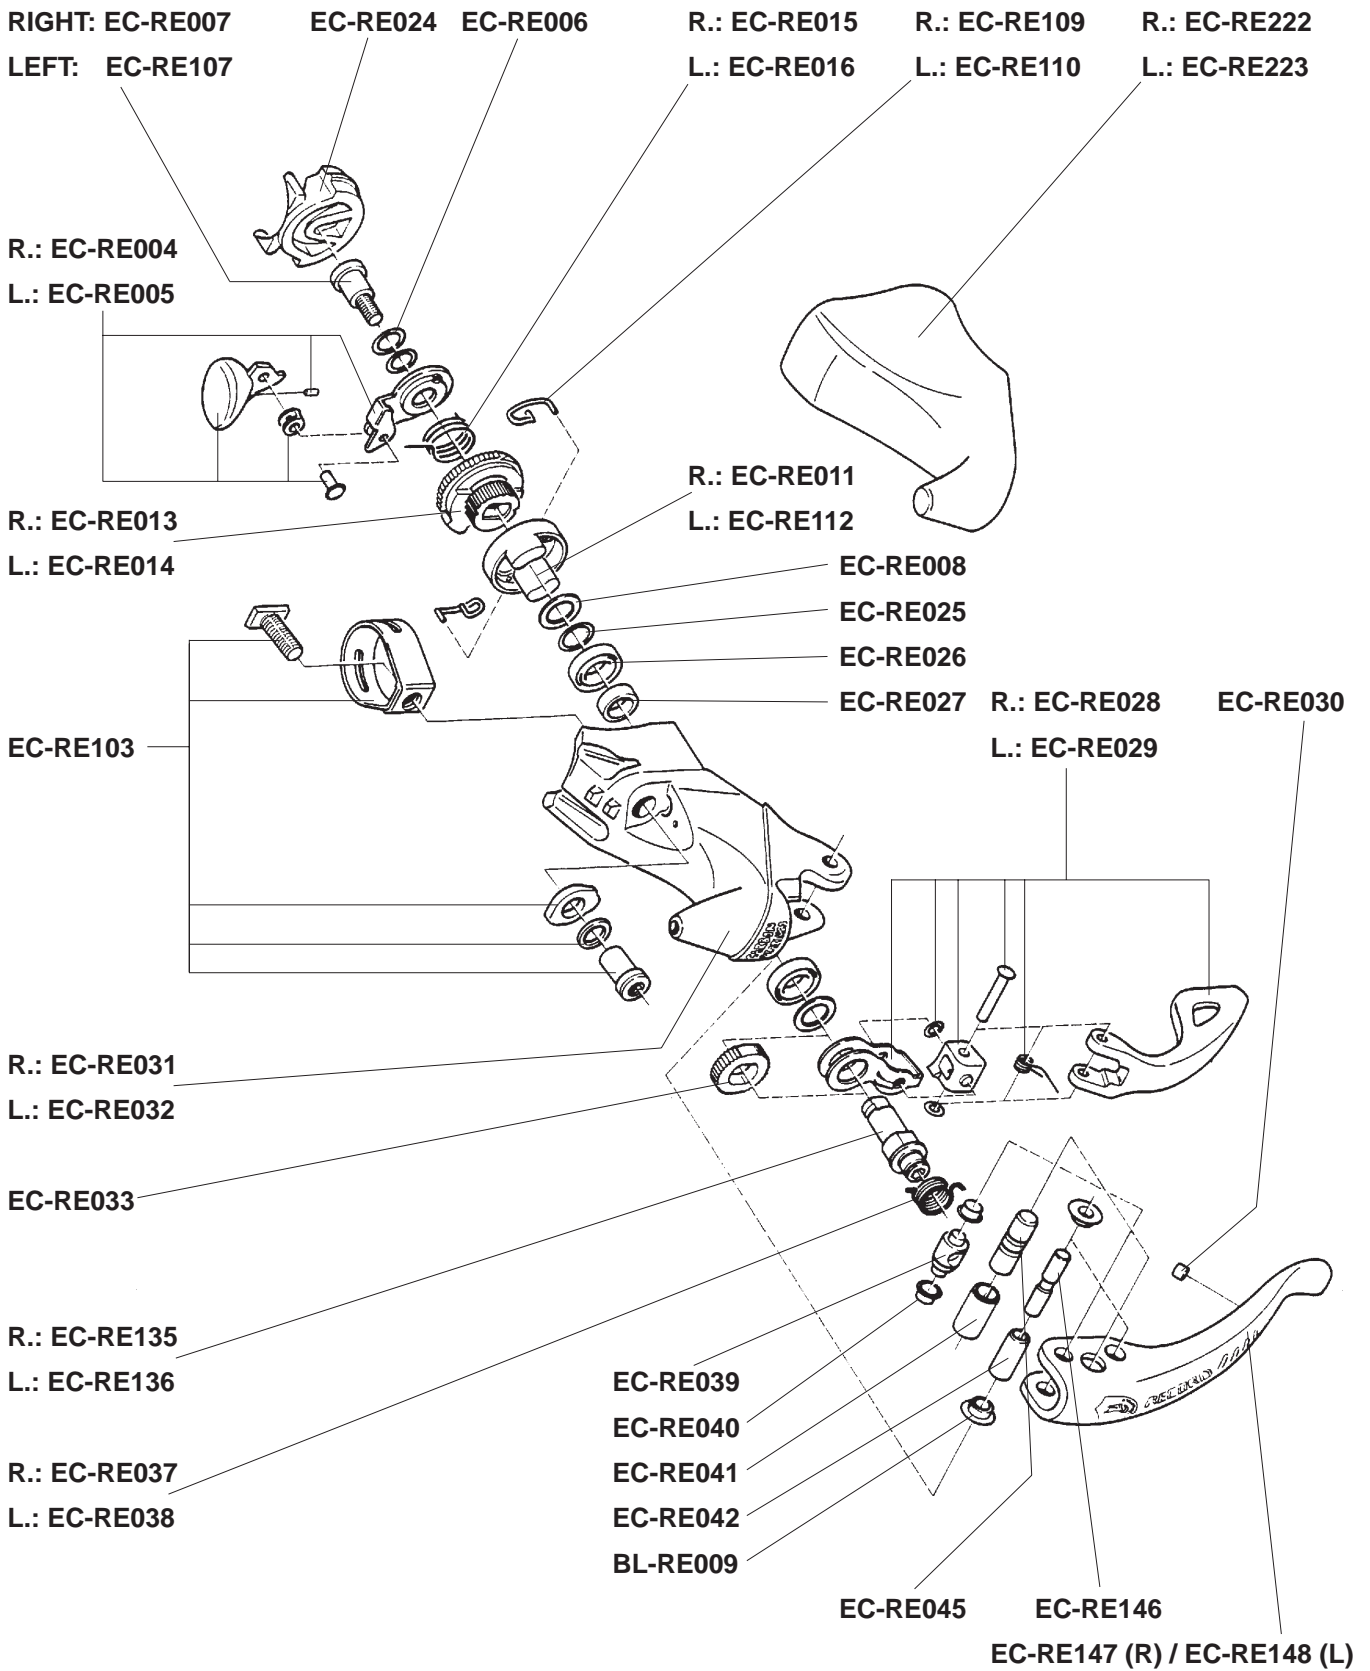 RIGHT: EC-RE007
LEFT: EC-RE107
EC-RE024
EC-RE006
R.: EC-RE015
L.: EC-RE016
R.: EC-RE109
L.: EC-RE110
R.: EC-RE222
L.: EC-RE223
R.: EC-RE004
L.: EC-RE005
R.: EC-RE013
L.: EC-RE014
R.: EC-RE011
L.: EC-RE112
EC-RE008
EC-RE025
EC-RE026
EC-RE027
R.: EC-RE028
L.: EC-RE029
EC-RE030
EC-RE103
R.: EC-RE031
L.: EC-RE032
EC-RE033
R.: EC-RE135
L.: EC-RE136
R.: EC-RE037
L.: EC-RE038
EC-RE039
EC-RE040
EC-RE041
EC-RE042
BL-RE009
RECORD
EC-RE045
EC-RE146
EC-RE147 (R) / EC-RE148 (L)